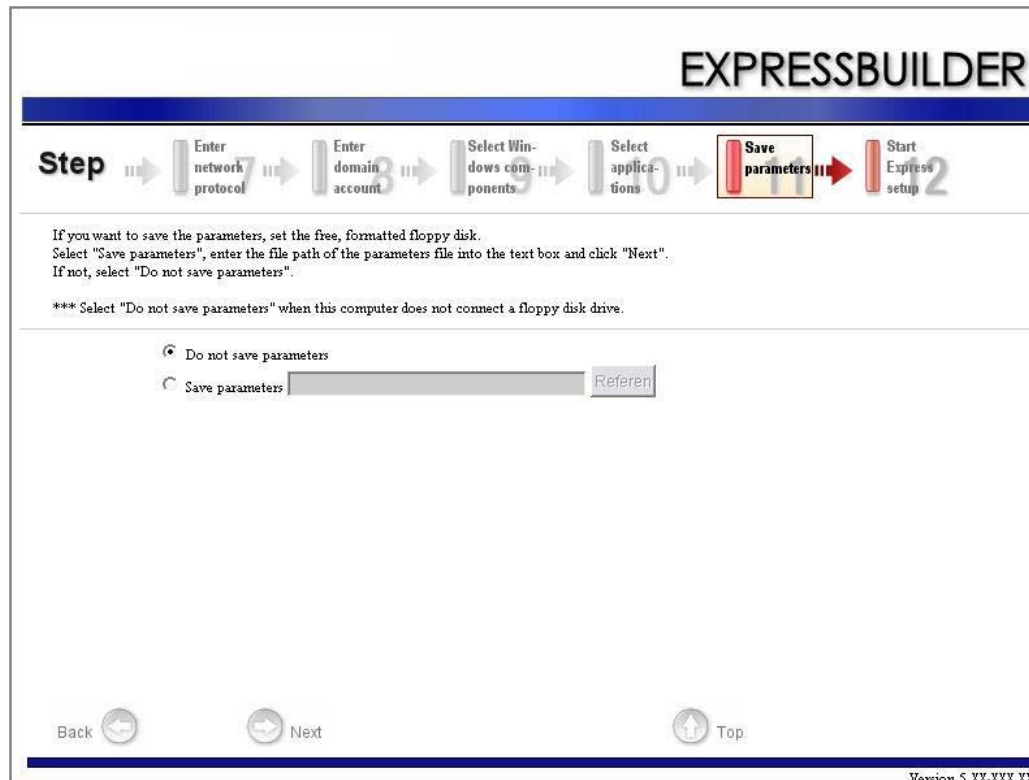 EXPRESSBUILDER
Step
Enter
network
protocol
7
Enter
domain
account
8
Select Win-
dows com-
ponents
9
Select
applica-
tions
10
Save
parameters
11
Start
Express
setup
12
If you want to save the parameters, set the free, formatted floppy disk.
Select "Save parameters", enter the file path of the parameters file into the text box and click "Next".
If not, select "Do not save parameters".
*** Select "Do not save parameters" when this computer does not connect a floppy disk drive.
Do not save parameters
Save parameters Referen
Back Next Top
Version 5.